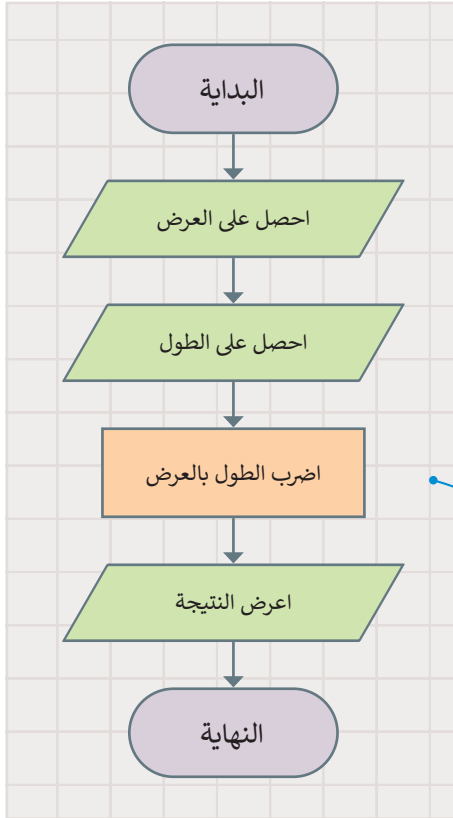 البداية
احصل على العرض
احصل على الطول
اضرب الطول بالعرض
اعرض النتيجة
النهاية